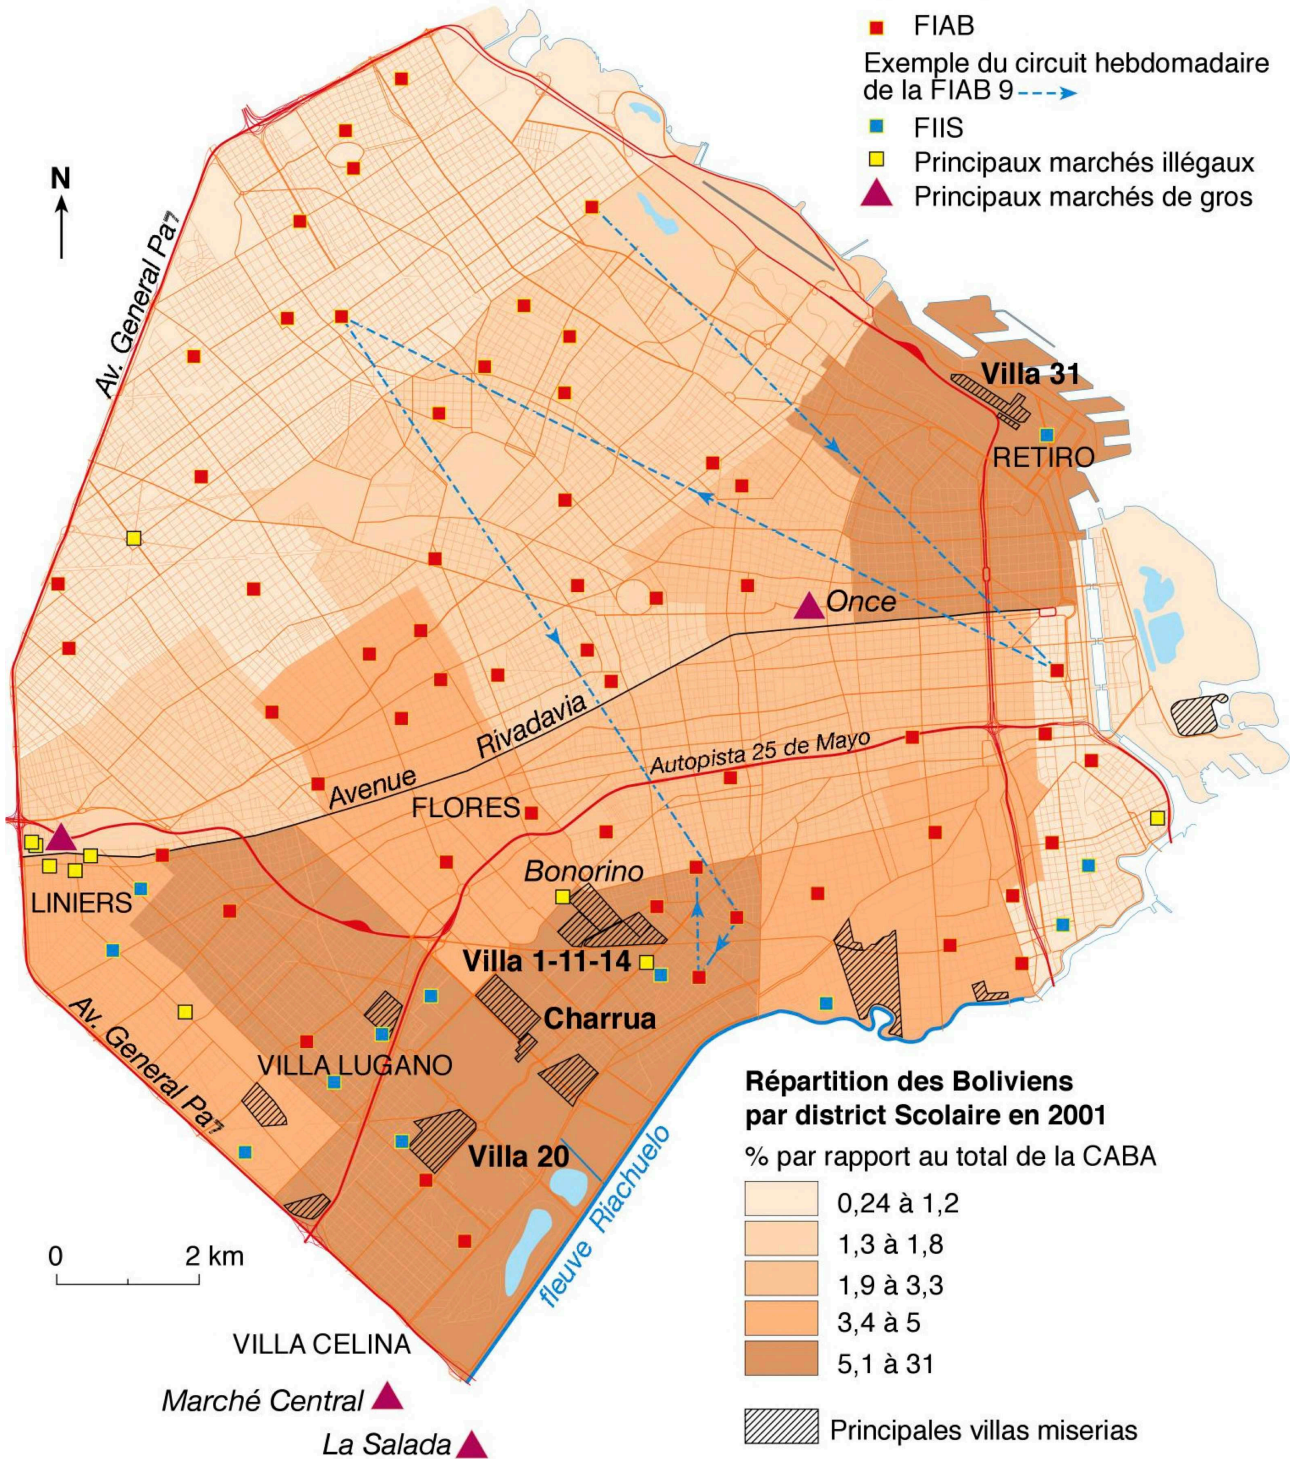 FIAB
Exemple du circuit hebdomadaire
de la FIAB 9
FIIS
Principaux marchés illégaux
Principaux marchés de gros
N
Av. General Pa⁊
Villa 31
RETIRO
Once
Avenue Rivadavia
Autopista 25 de Mayo
FLORES
Bonorino
LINIERS
Villa 1-11-14
Charrua
Av. General Pa⁊
VILLA LUGANO
Villa 20
fleuve Riachuelo
0 2 km
VILLA CELINA
Marché Central
La Salada
Répartition des Boliviens
par district Scolaire en 2001
% par rapport au total de la CABA
0,24 à 1,2
1,3 à 1,8
1,9 à 3,3
3,4 à 5
5,1 à 31
Principales villas miserias